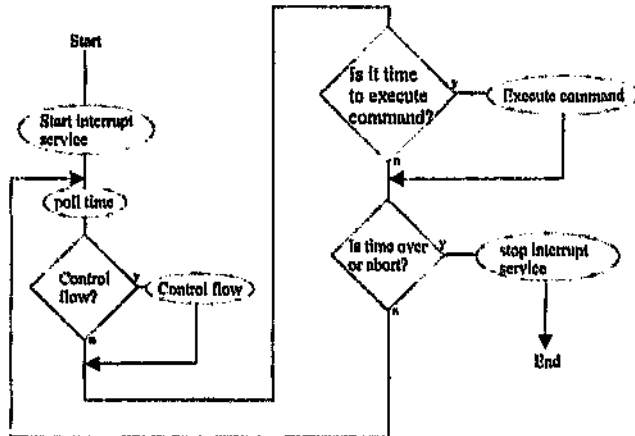 Start
Start interrupt
service
poll time
Control
flow?
y
Control flow
n
Is it time
to execute
command?
y
Execute command
n
Is time over
or abort?
y
stop interrupt
service
n
End